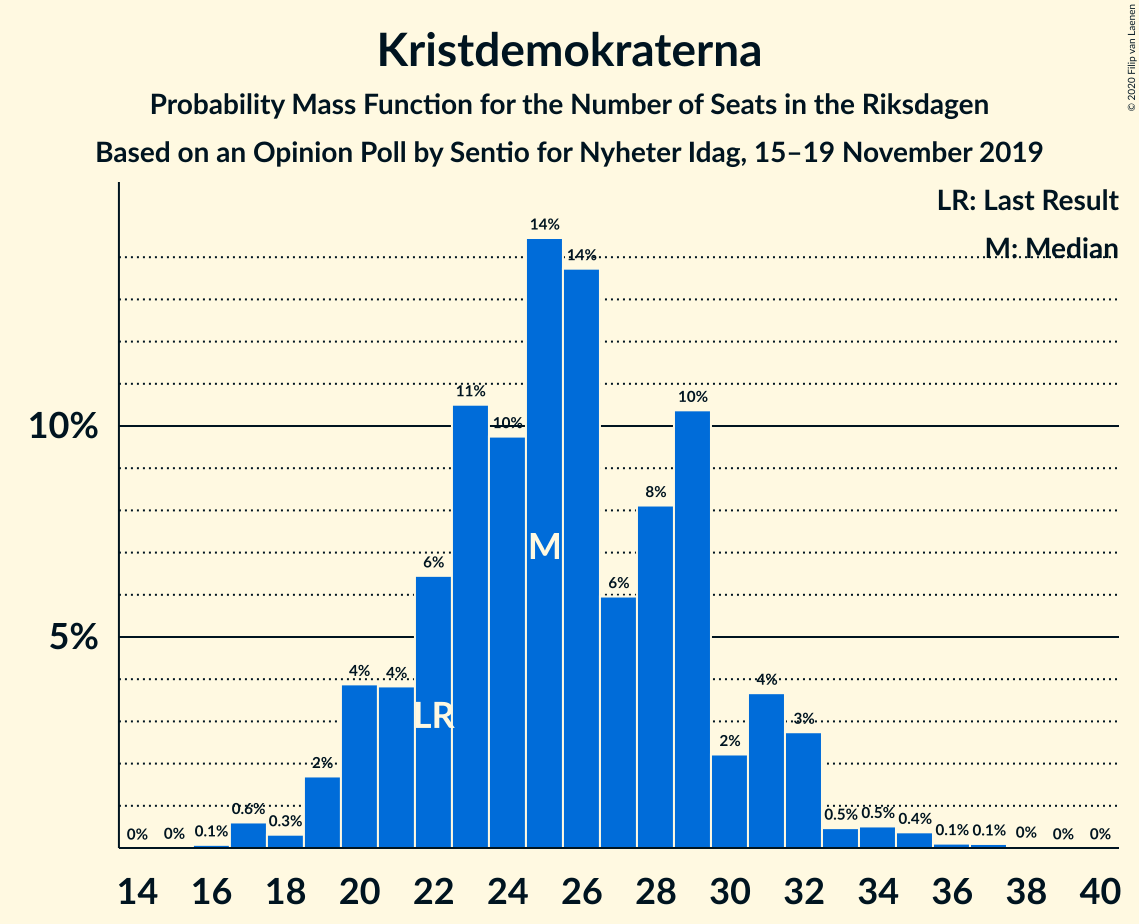 Kristdemokraterna
Probability Mass Function for the Number of Seats in the Riksdagen
Based on an Opinion Poll by Sentio for Nyheter Idag, 15–19 November 2019
© 2020 Filip van Laenen
LR: Last Result
M: Median
10%
5%
0% 0% 0.1% 0.6% 0.3% 2% 4% 4% 6% 11% 10% 14% 14% 6% 8% 10% 2% 4% 3% 0.5% 0.5% 0.4% 0.1% 0.1% 0% 0% 0%
LR
M
14 16 18 20 22 24 26 28 30 32 34 36 38 40